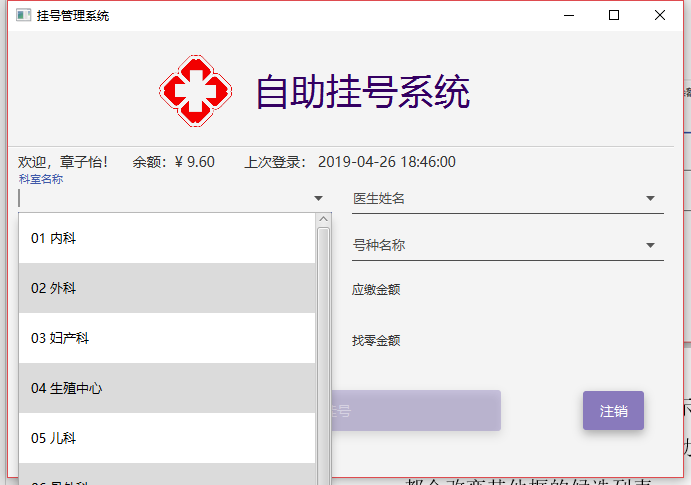 挂号管理系统
自助挂号系统
欢迎，章子怡！ 余额：¥ 9.60 上次登录： 2019-04-26 18:46:00
科室名称
医生姓名
01 内科
02 外科
号种名称
03 妇产科
应缴金额
04 生殖中心
找零金额
05 儿科
挂号
注销